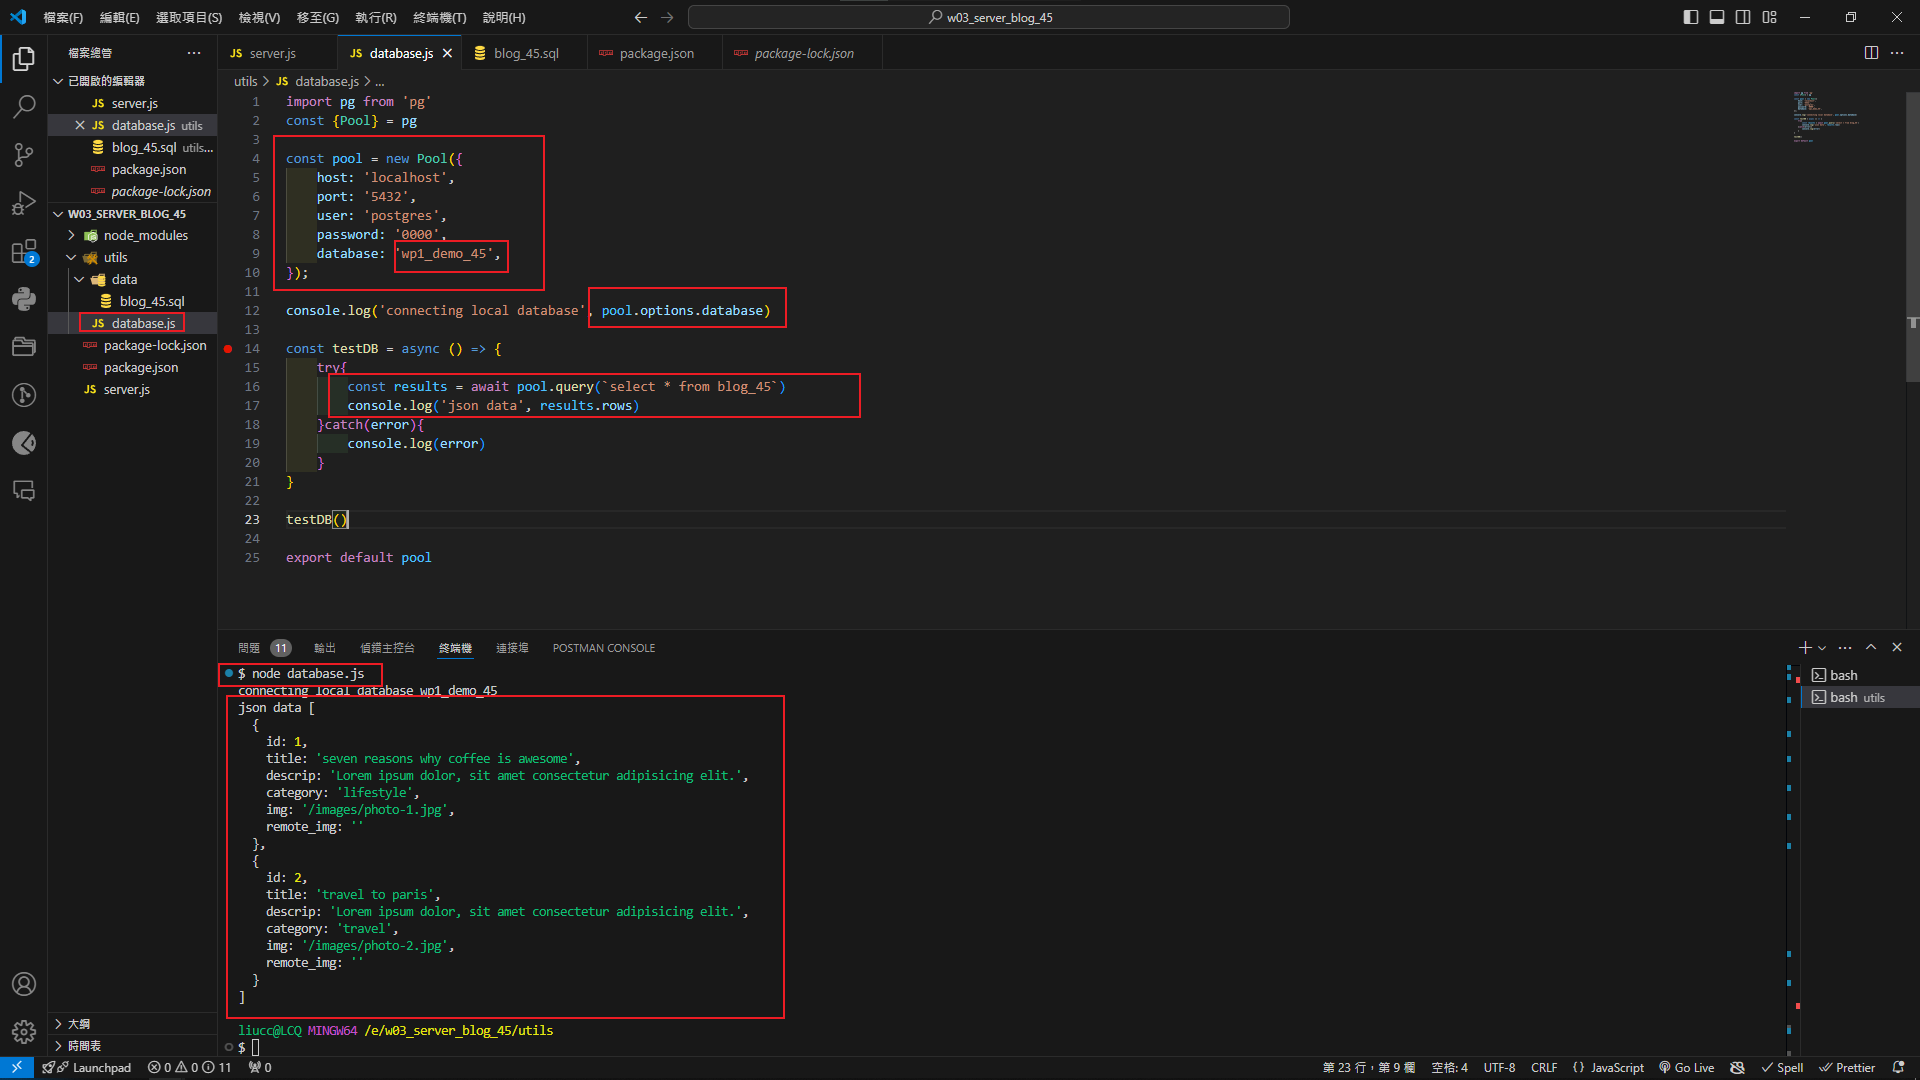 檔案(F) 編輯(E) 選取項目(S) 檢視(V) 移至(G) 執行(R) 終端機(T) 說明(H)
w03_server_blog_45
檔案總管
server.js
database.js
blog_45.sql
package.json
package-lock.json
已開啟的編輯器
server.js
database.js utils
blog_45.sql utils...
package.json
package-lock.json
W03_SERVER_BLOG_45
node_modules
utils
data
blog_45.sql
database.js
package-lock.json
package.json
server.js
大綱
時間表
2
utils > JS database.js > ...
1 import pg from 'pg'
2 const {Pool} = pg
3
4 const pool = new Pool({
5 host: 'localhost',
6 port: '5432',
7 user: 'postgres',
8 password: '0000',
9 database: 'wp1_demo_45',
10 });
11
12 console.log('connecting local database', pool.options.database)
13
14 const testDB = async () => {
15 try{
16 const results = await pool.query(`select * from blog_45`)
17 console.log('json data', results.rows)
18 }catch(error){
19 console.log(error)
20 }
21 }
22
23 testDB()
24
25 export default pool
問題 11 輸出 偵錯主控台 終端機 連接埠 POSTMAN CONSOLE
$ node database.js
connecting local database wp1_demo_45
json data [
{
id: 1,
title: 'seven reasons why coffee is awesome',
descrip: 'Lorem ipsum dolor, sit amet consectetur adipisicing elit.',
category: 'lifestyle',
img: '/images/photo-1.jpg',
remote_img: ''
},
{
id: 2,
title: 'travel to paris',
descrip: 'Lorem ipsum dolor, sit amet consectetur adipisicing elit.',
category: 'travel',
img: '/images/photo-2.jpg',
remote_img: ''
}
]
liucc@LCQ MINGW64 /e/w03_server_blog_45/utils
$
bash
bash utils
Launchpad 0 0 11 0
第 23 行，第 9 欄 空格: 4 UTF-8 CRLF {} JavaScript Go Live Spell Prettier